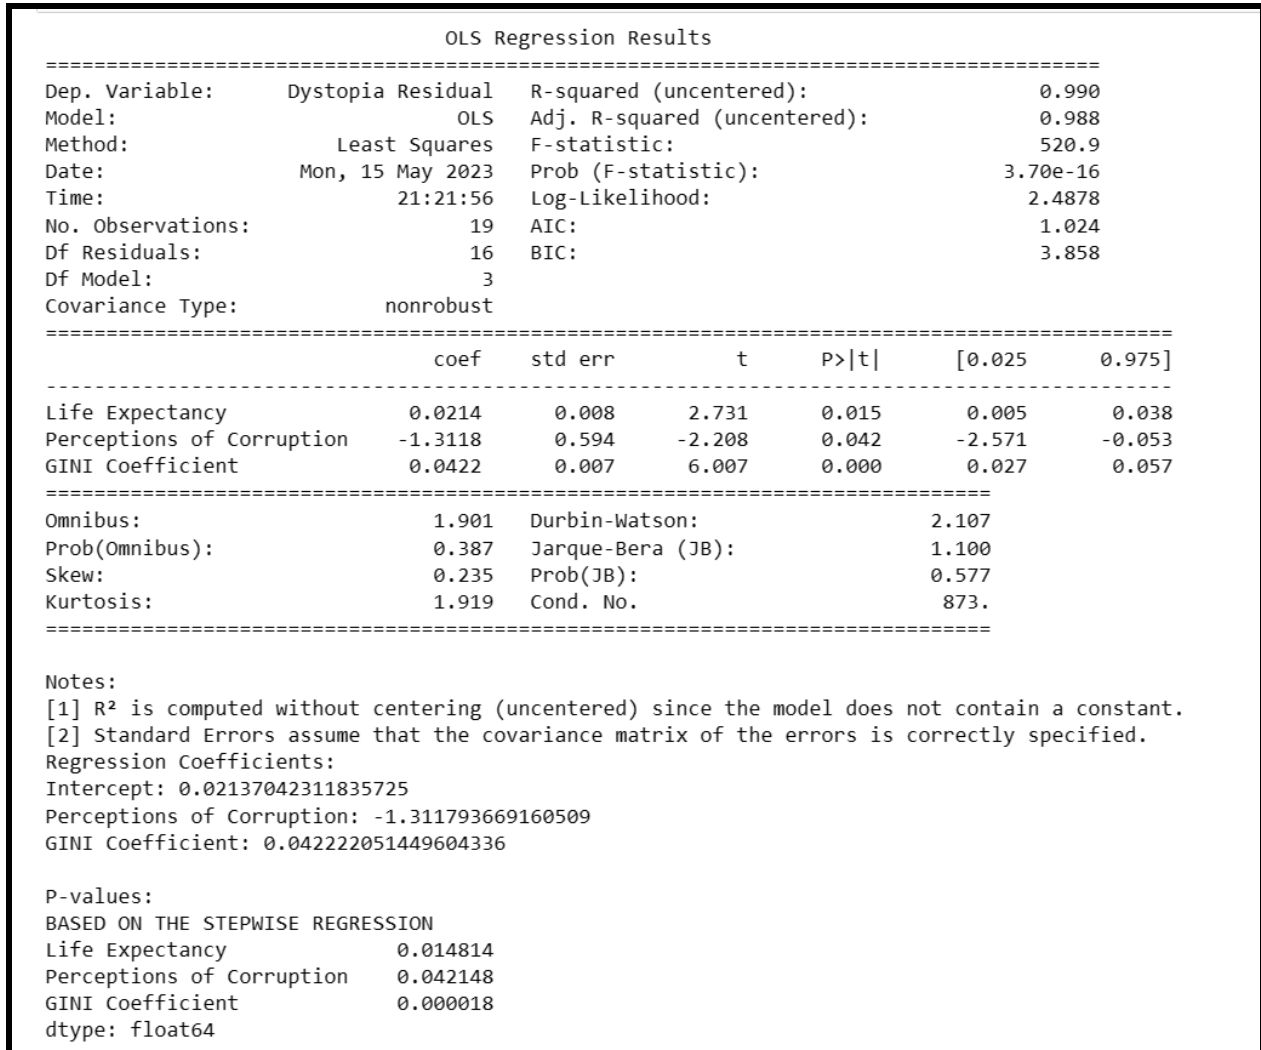 OLS Regression Results
=======================================================================================
Dep. Variable:      Dystopia Residual   R-squared (uncentered):                   0.990
Model:                            OLS   Adj. R-squared (uncentered):              0.988
Method:                 Least Squares   F-statistic:                              520.9
Date:                Mon, 15 May 2023   Prob (F-statistic):                    3.70e-16
Time:                        21:21:56   Log-Likelihood:                          2.4878
No. Observations:                  19   AIC:                                      1.024
Df Residuals:                      16   BIC:                                      3.858
Df Model:                           3
Covariance Type:            nonrobust
=============================================================================================
                                coef    std err          t      P>|t|      [0.025      0.975]
---------------------------------------------------------------------------------------------
Life Expectancy               0.0214      0.008      2.731      0.015       0.005       0.038
Perceptions of Corruption    -1.3118      0.594     -2.208      0.042      -2.571      -0.053
GINI Coefficient              0.0422      0.007      6.007      0.000       0.027       0.057
==============================================================================
Omnibus:                        1.901   Durbin-Watson:                   2.107
Prob(Omnibus):                  0.387   Jarque-Bera (JB):                1.100
Skew:                           0.235   Prob(JB):                        0.577
Kurtosis:                       1.919   Cond. No.                         873.
==============================================================================
Notes:
[1] R² is computed without centering (uncentered) since the model does not contain a constant.
[2] Standard Errors assume that the covariance matrix of the errors is correctly specified.
Regression Coefficients:
Intercept: 0.02137042311835725
Perceptions of Corruption: -1.311793669160509
GINI Coefficient: 0.042222051449604336
P-values:
BASED ON THE STEPWISE REGRESSION
Life Expectancy              0.014814
Perceptions of Corruption    0.042148
GINI Coefficient             0.000018
dtype: float64